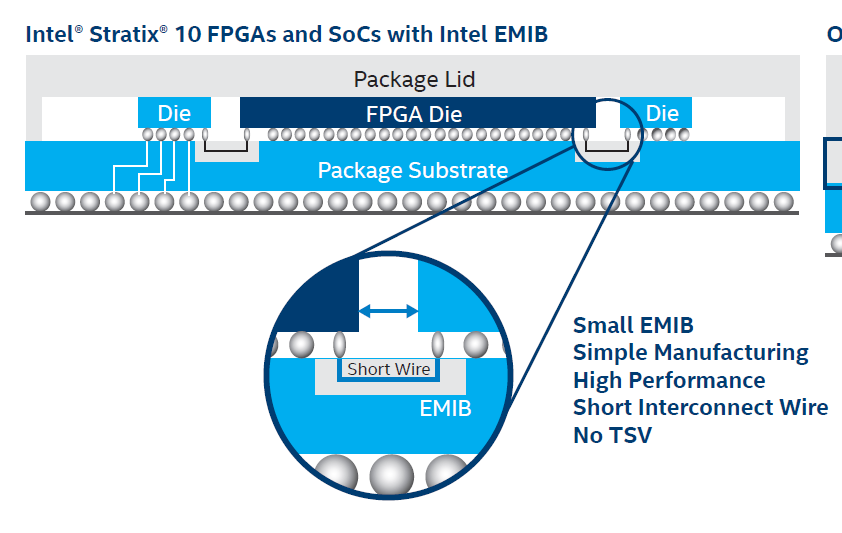 Intel® Stratix® 10 FPGAs and SoCs with Intel EMIB
O
Package Lid
Die
FPGA Die
Die
Package Substrate
Short Wire
EMIB
Small EMIB
Simple Manufacturing
High Performance
Short Interconnect Wire
No TSV